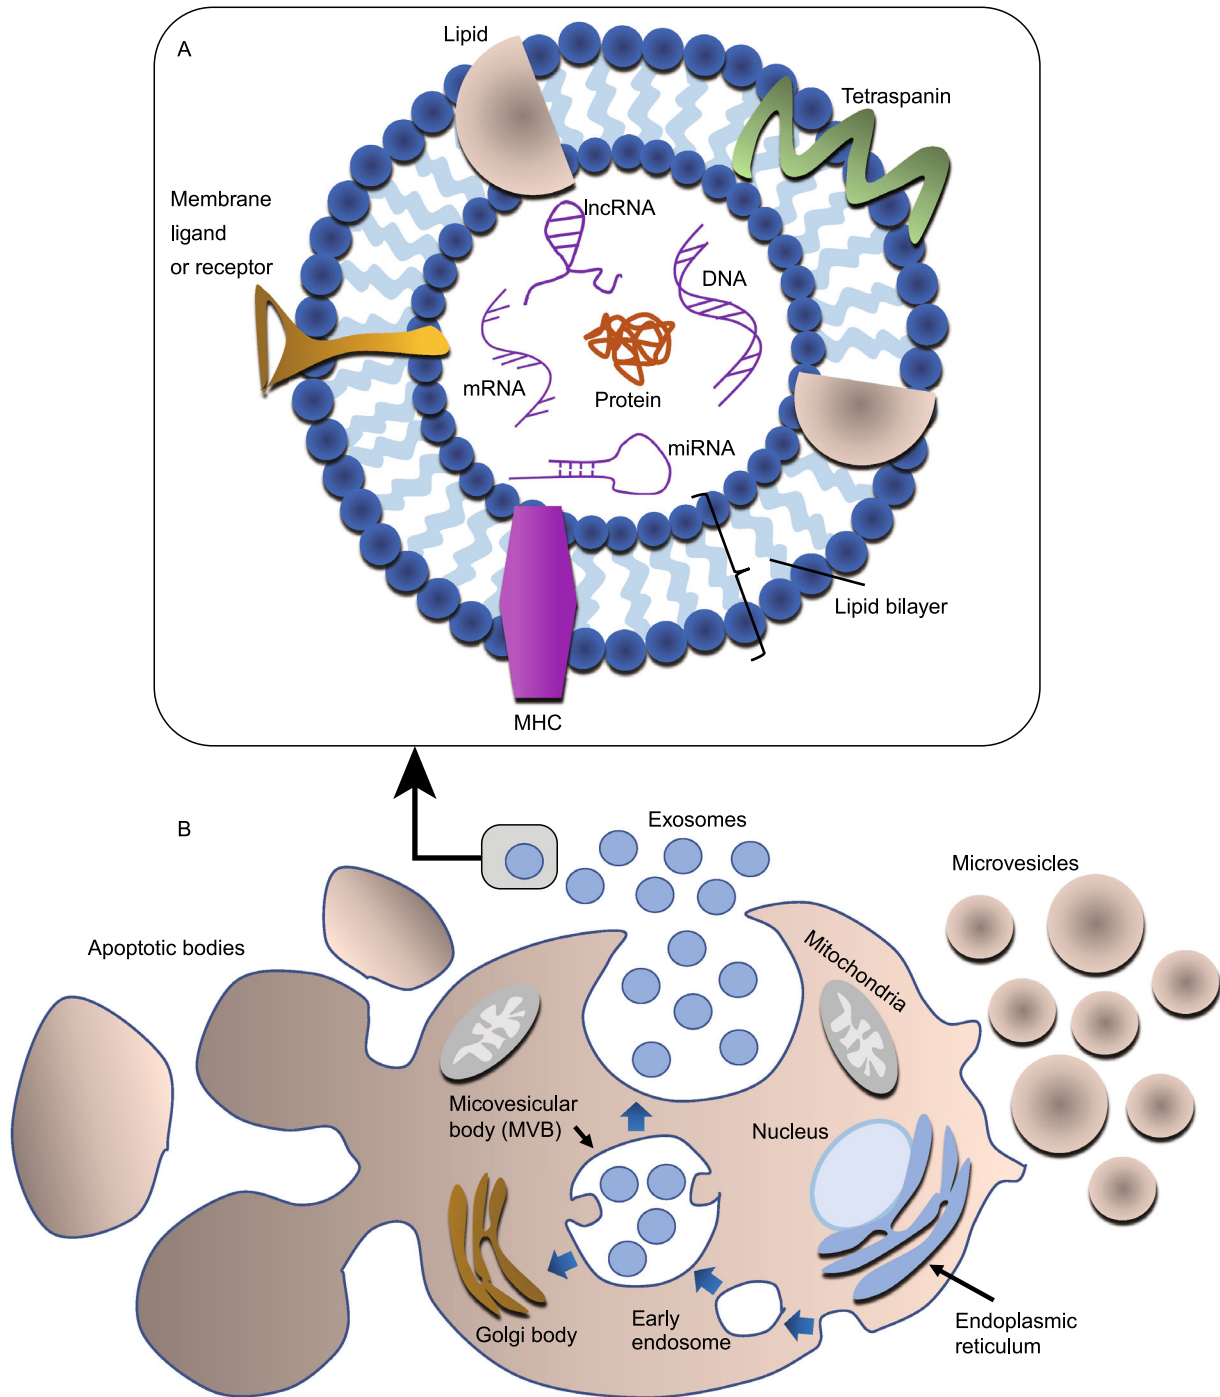 A
Lipid
Tetraspanin
Membrane
ligand
or receptor
lncRNA
DNA
mRNA
Protein
miRNA
Lipid bilayer
MHC
B
Exosomes
Microvesicles
Apoptotic bodies
Mitochondria
Micovesicular
body (MVB)
Nucleus
Golgi body
Early
endosome
Endoplasmic
reticulum